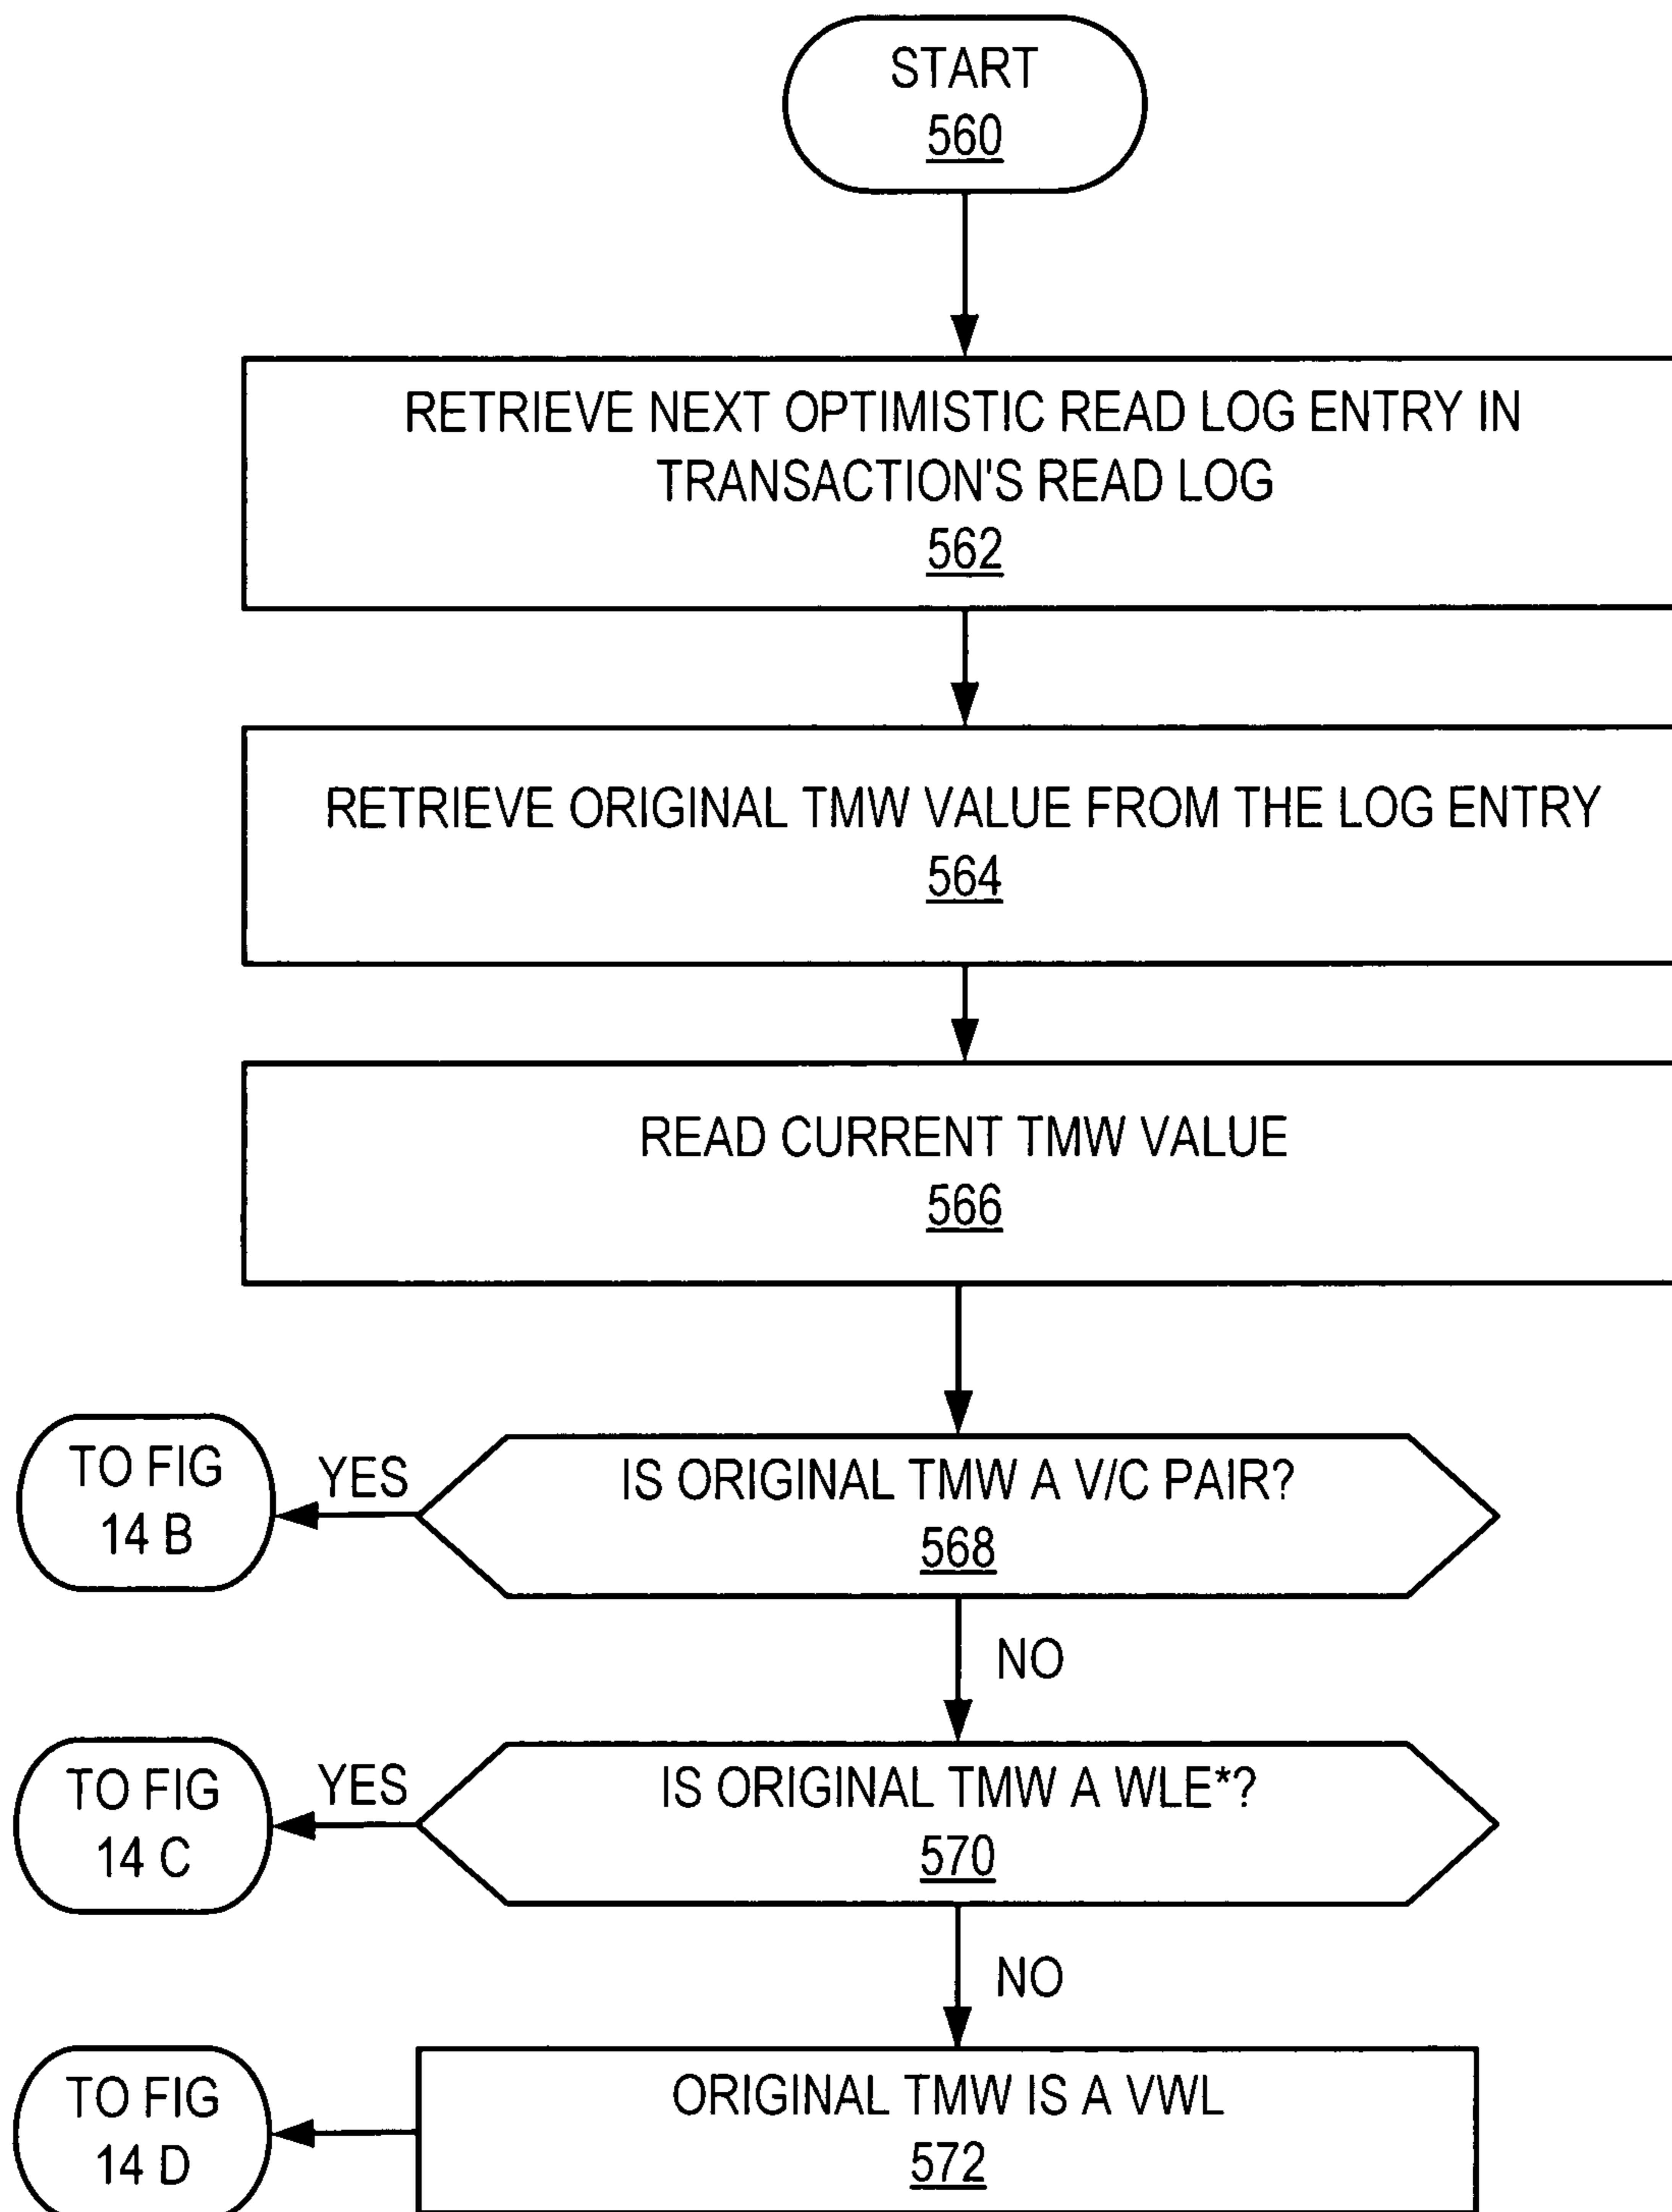 START
560
RETRIEVE NEXT OPTIMISTIC READ LOG ENTRY IN
TRANSACTION'S READ LOG
562
RETRIEVE ORIGINAL TMW VALUE FROM THE LOG ENTRY
564
READ CURRENT TMW VALUE
566
TO FIG
14 B
YES
IS ORIGINAL TMW A V/C PAIR?
568
NO
TO FIG
14 C
YES
IS ORIGINAL TMW A WLE*?
570
NO
TO FIG
14 D
ORIGINAL TMW IS A VWL
572